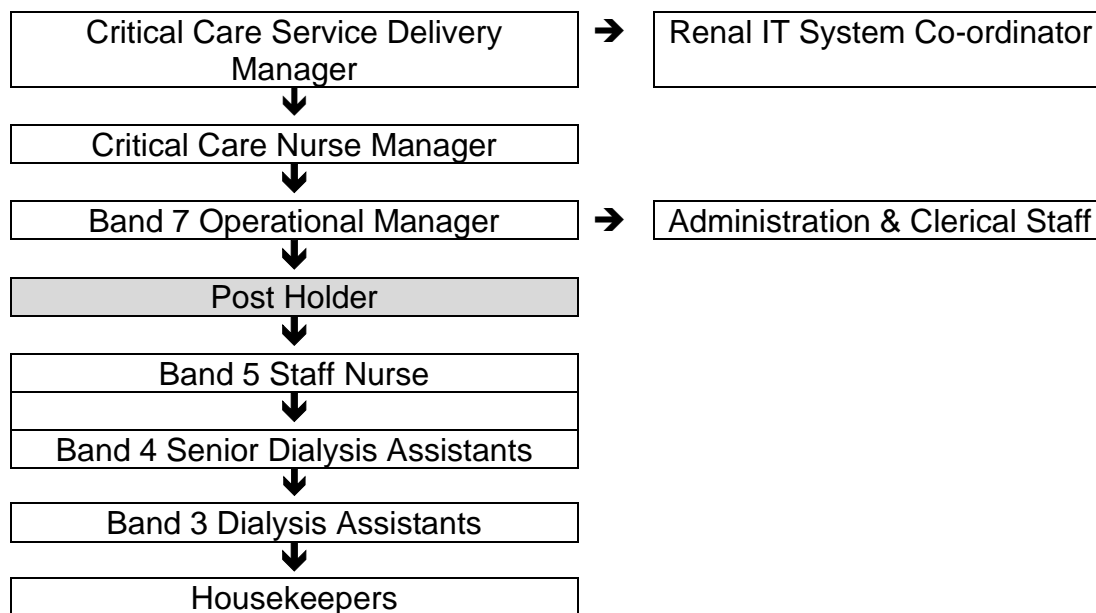 Critical Care Service Delivery
Manager
Renal IT System Co-ordinator
Critical Care Nurse Manager
Band 7 Operational Manager
Administration & Clerical Staff
Post Holder
Band 5 Staff Nurse
Band 4 Senior Dialysis Assistants
Band 3 Dialysis Assistants
Housekeepers